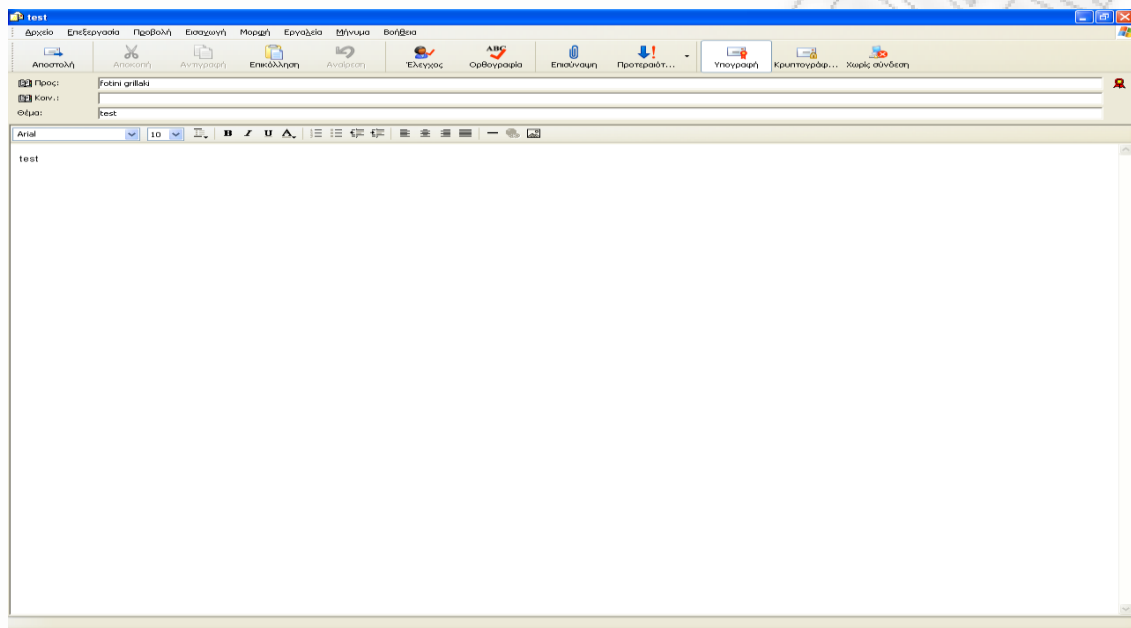 test
Αρχείο Επεξεργασία Προβολή Εισαγωγή Μορφή Εργαλεία Μήνυμα Βοήθεια
ABC
Αποστολή Αποκοπή Αντιγραφή Επικόλληση Αναίρεση Έλεγχος Ορθογραφία Επισύναψη Προτεραιότ... Υπογραφή Κρυπτογράφ... Χωρίς σύνδεση
Προς: fotini grillaki
Κοιν.:
Θέμα: test
Arial 10 B I U A
test